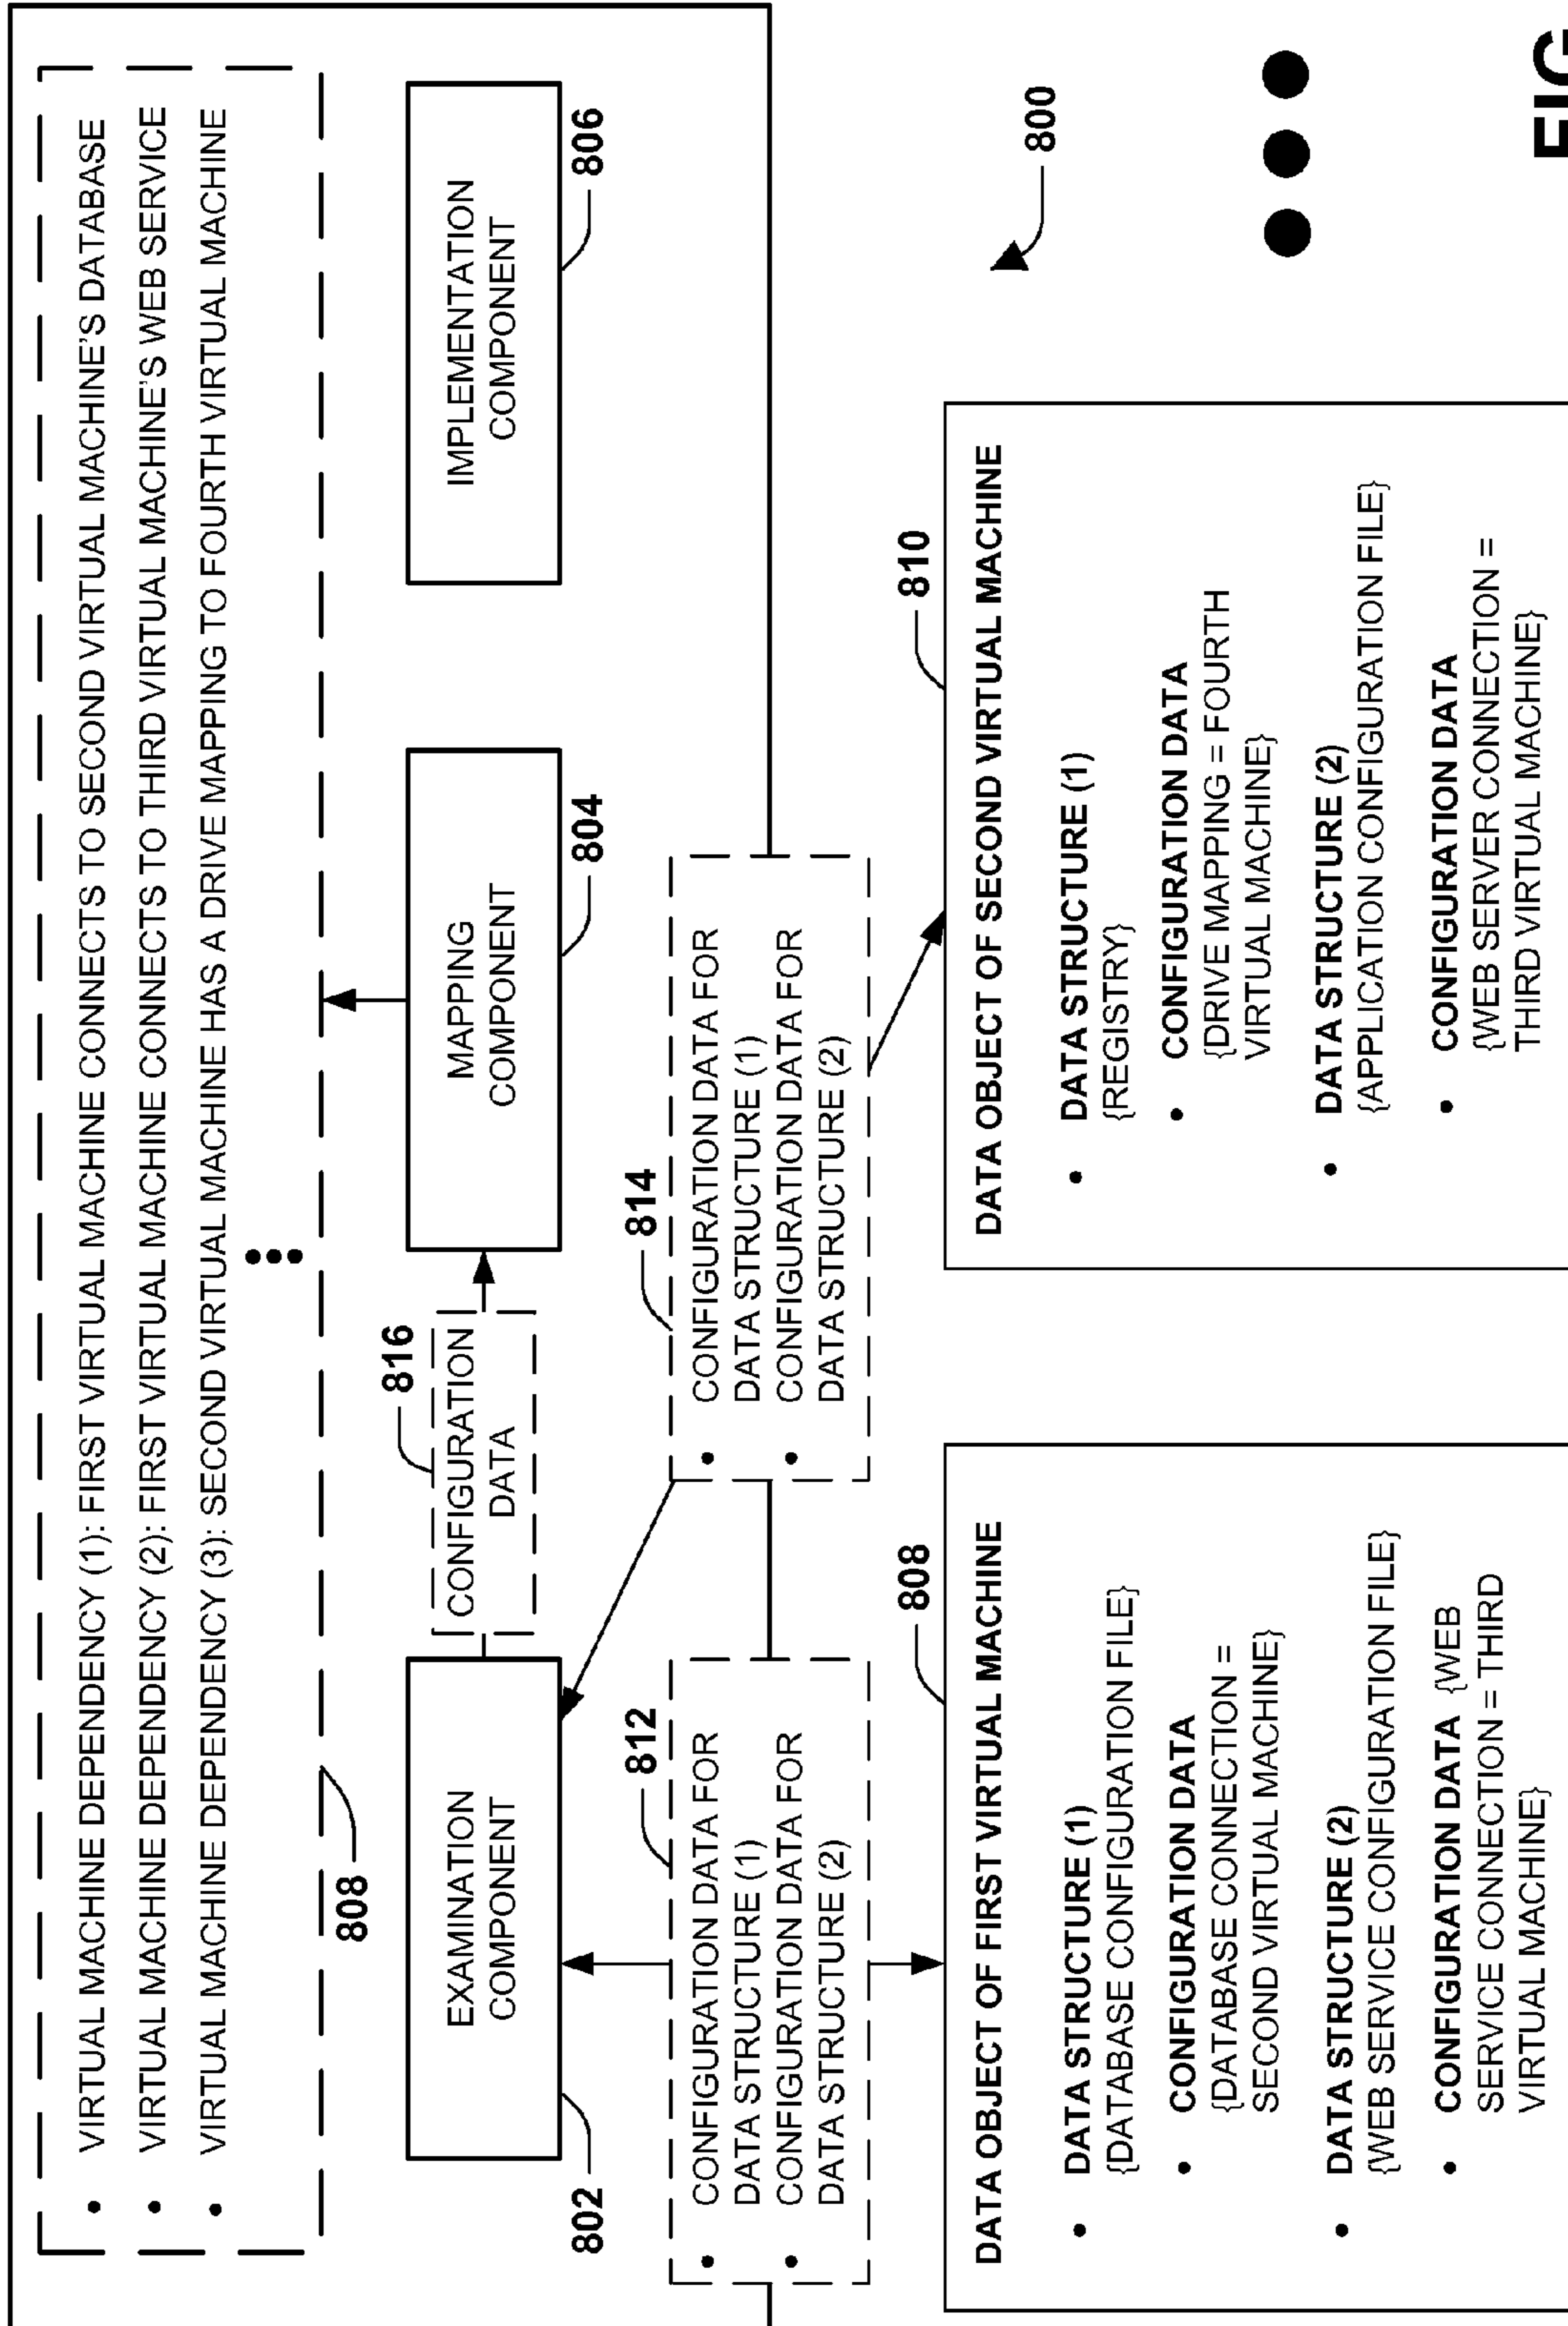 • VIRTUAL MACHINE DEPENDENCY (1): FIRST VIRTUAL MACHINE CONNECTS TO SECOND VIRTUAL MACHINE'S DATABASE
• VIRTUAL MACHINE DEPENDENCY (2): FIRST VIRTUAL MACHINE CONNECTS TO THIRD VIRTUAL MACHINE'S WEB SERVICE
• VIRTUAL MACHINE DEPENDENCY (3): SECOND VIRTUAL MACHINE HAS A DRIVE MAPPING TO FOURTH VIRTUAL MACHINE
808
802
EXAMINATION
COMPONENT
816
CONFIGURATION
DATA
MAPPING
COMPONENT
804
IMPLEMENTATION
COMPONENT
806
812
• CONFIGURATION DATA FOR
DATA STRUCTURE (1)
• CONFIGURATION DATA FOR
DATA STRUCTURE (2)
814
• CONFIGURATION DATA FOR
DATA STRUCTURE (1)
• CONFIGURATION DATA FOR
DATA STRUCTURE (2)
808
DATA OBJECT OF FIRST VIRTUAL MACHINE
• DATA STRUCTURE (1)
{DATABASE CONFIGURATION FILE}
• CONFIGURATION DATA
{DATABASE CONNECTION =
SECOND VIRTUAL MACHINE}
• DATA STRUCTURE (2)
{WEB SERVICE CONFIGURATION FILE}
• CONFIGURATION DATA {WEB
SERVICE CONNECTION = THIRD
VIRTUAL MACHINE}
810
DATA OBJECT OF SECOND VIRTUAL MACHINE
• DATA STRUCTURE (1)
{REGISTRY}
• CONFIGURATION DATA
{DRIVE MAPPING = FOURTH
VIRTUAL MACHINE}
• DATA STRUCTURE (2)
{APPLICATION CONFIGURATION FILE}
• CONFIGURATION DATA
{WEB SERVER CONNECTION =
THIRD VIRTUAL MACHINE}
800